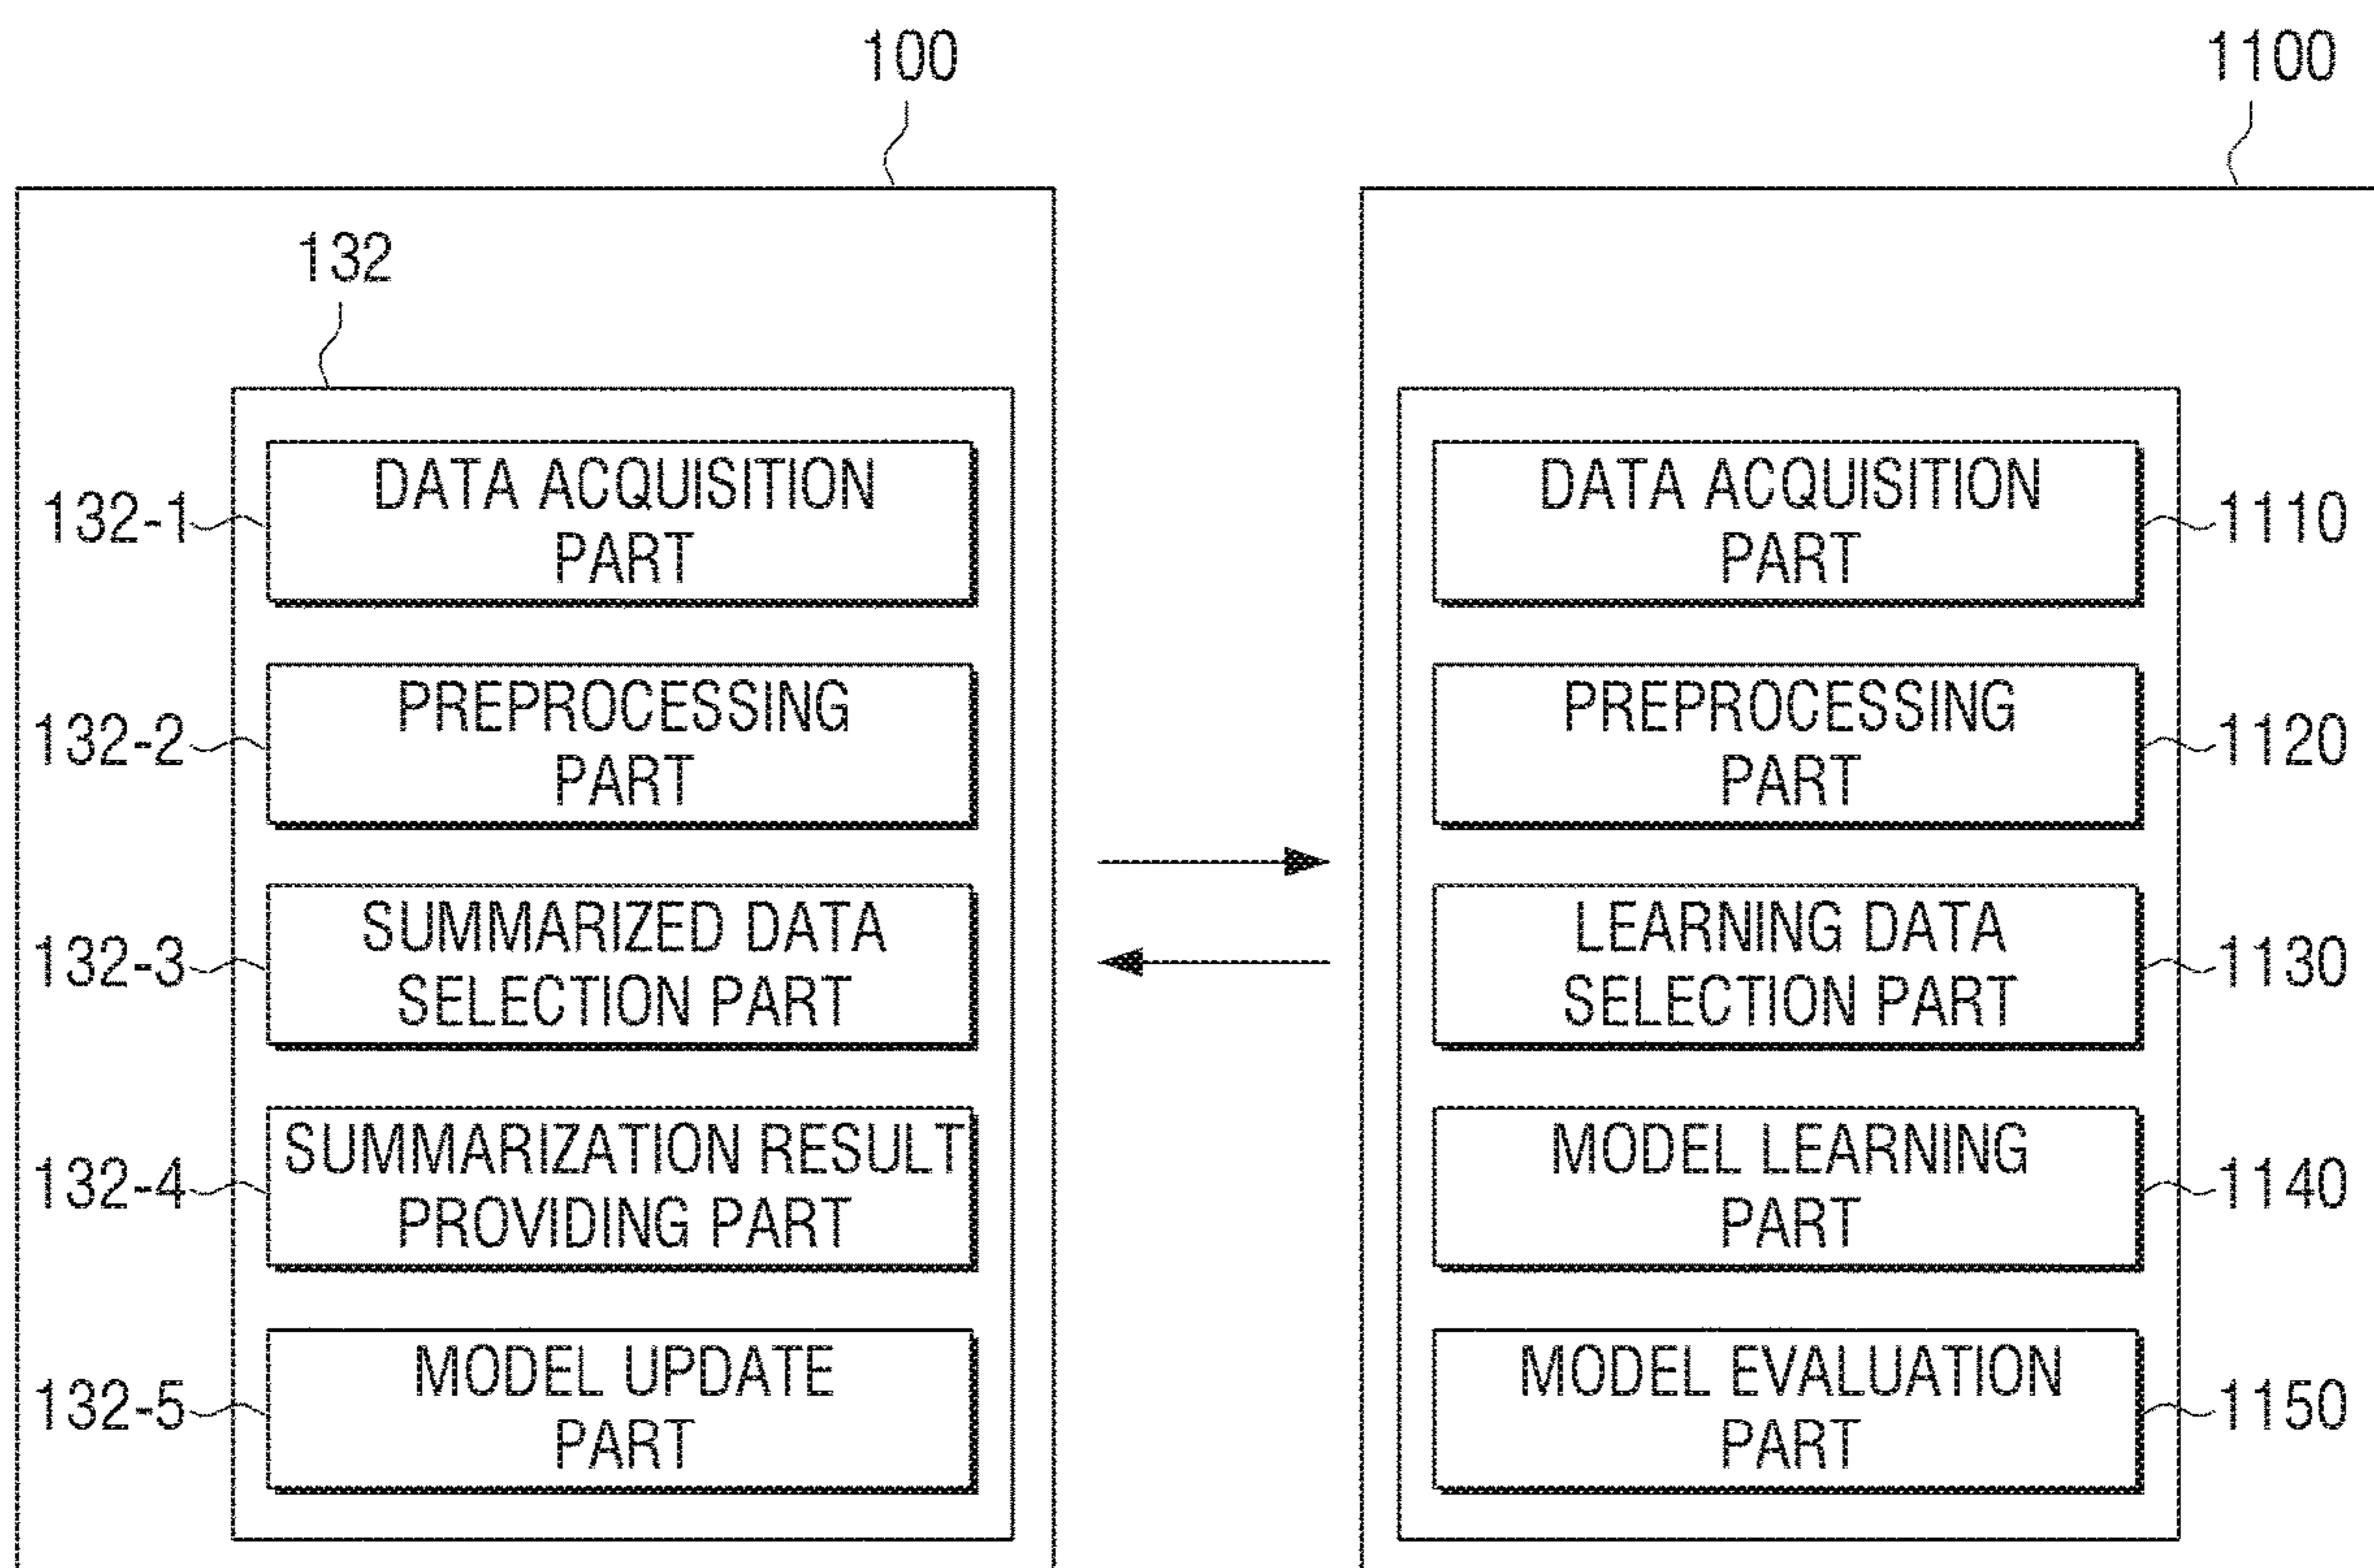 100
1100
132
132-1
DATA ACQUISITION
PART
132-2
PREPROCESSING
PART
132-3
SUMMARIZED DATA
SELECTION PART
132-4
SUMMARIZATION RESULT
PROVIDING PART
132-5
MODEL UPDATE
PART
DATA ACQUISITION
PART
1110
PREPROCESSING
PART
1120
LEARNING DATA
SELECTION PART
1130
MODEL LEARNING
PART
1140
MODEL EVALUATION
PART
1150